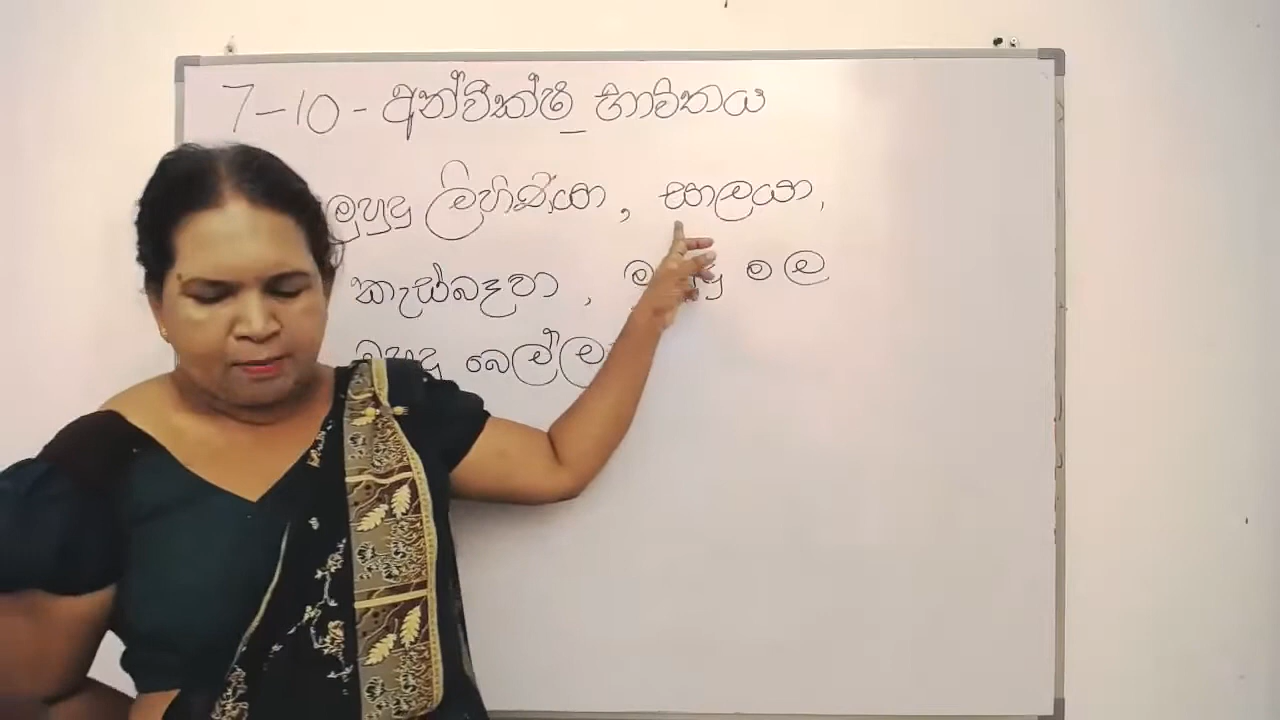 7-10 - අන්වීක්ෂී භාවිතය
මුහුදු ලිහිණියා, සාලයා,
කැස්බෑවා, මල
මුහුදු බෙල්ලා